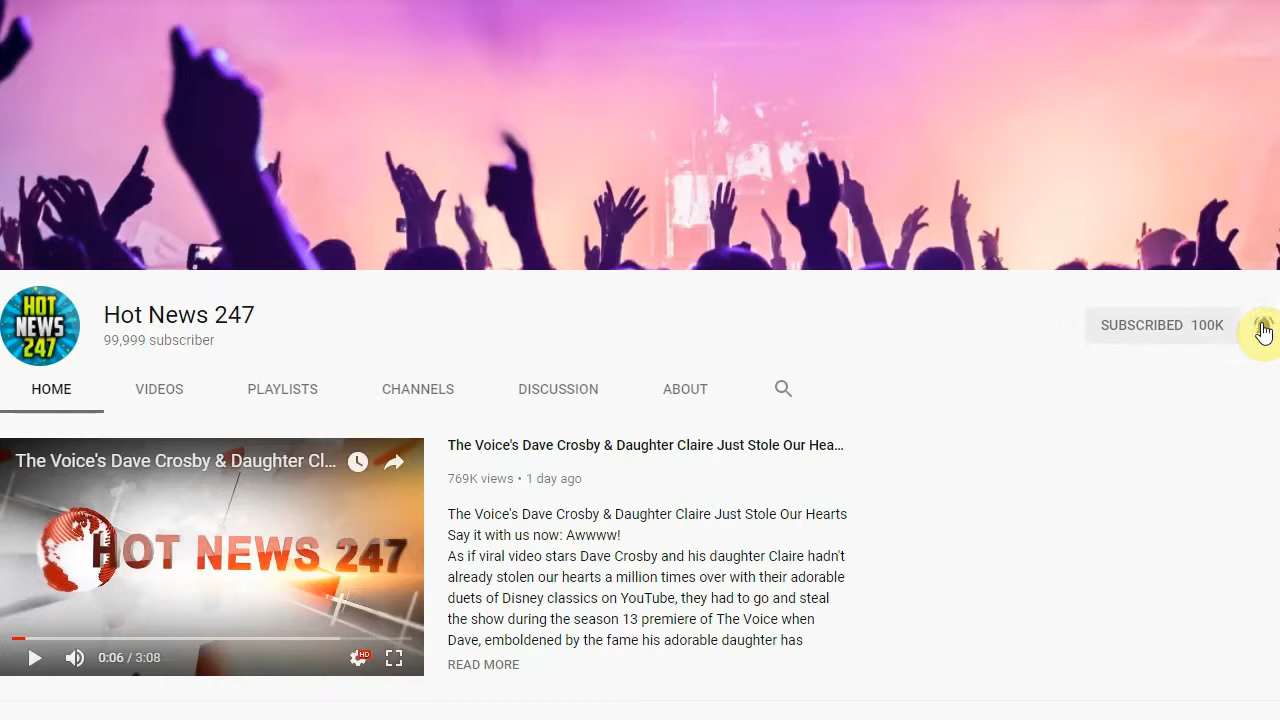 HOT
NEWS
247
Hot News 247
99,999 subscriber
SUBSCRIBED 100K
HOME VIDEOS PLAYLISTS CHANNELS DISCUSSION ABOUT
The Voice's Dave Crosby & Daughter Cl...
HOT NEWS 247
0:06 / 3:08
HD
The Voice's Dave Crosby & Daughter Claire Just Stole Our Hea...
769K views • 1 day ago
The Voice's Dave Crosby & Daughter Claire Just Stole Our Hearts
Say it with us now: Awwww!
As if viral video stars Dave Crosby and his daughter Claire hadn't
already stolen our hearts a million times over with their adorable
duets of Disney classics on YouTube, they had to go and steal
the show during the season 13 premiere of The Voice when
Dave, emboldened by the fame his adorable daughter has
READ MORE